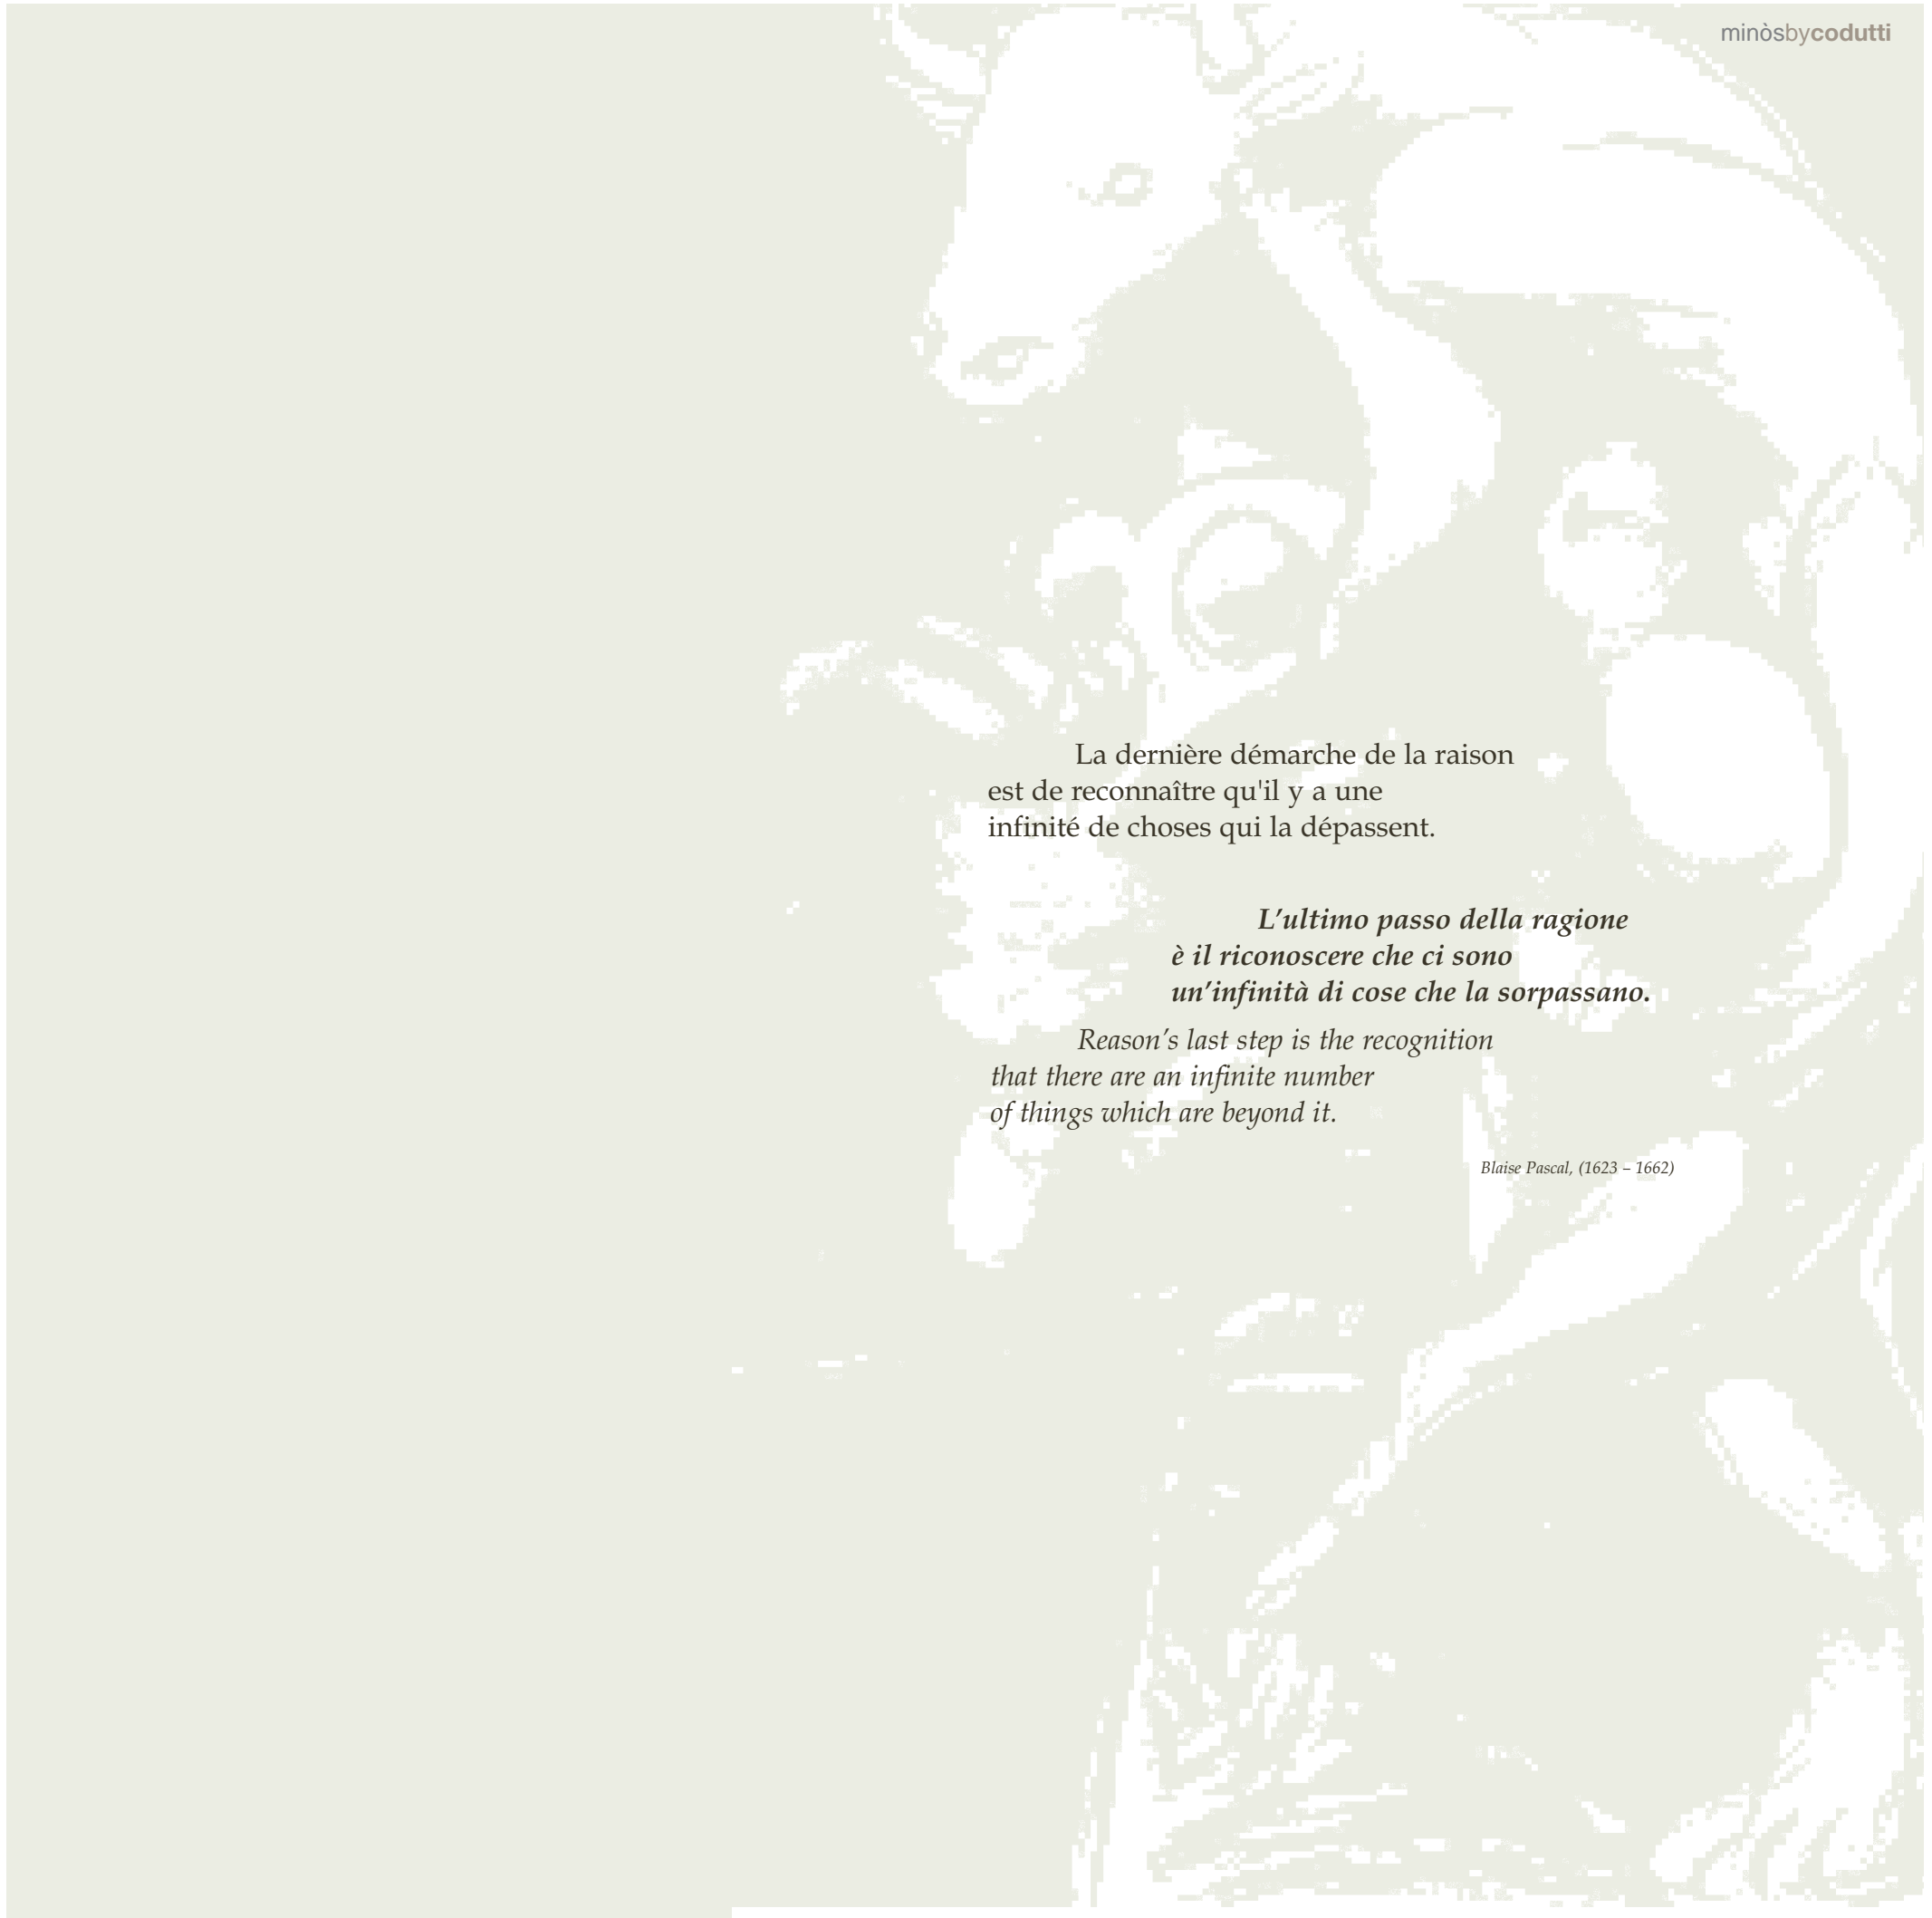 minòsbycodutti
La dernière démarche de la raison
est de reconnaître qu'il y a une
infinité de choses qui la dépassent.
L’ultimo passo della ragione
è il riconoscere che ci sono
un’infinità di cose che la sorpassano.
Reason’s last step is the recognition
that there are an infinite number
of things which are beyond it.
Blaise Pascal, (1623 – 1662)